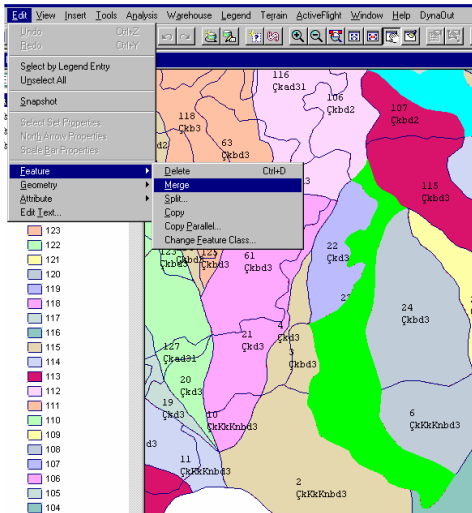 Edit View Insert Tools Analysis Warehouse Legend Terrain ActiveFlight Window Help DynaOut
Undo Ctrl+Z
Redo Ctrl+Y
Select by Legend Entry
Unselect All
Snapshot
Select Set Properties
North Arrow Properties
Scale Bar Properties
Feature
Geometry
Attribute
Edit Text...
Delete Ctrl+D
Merge
Split...
Copy
Copy Parallel...
Change Feature Class...
123
122
121
120
119
118
117
116
115
114
113
112
111
110
109
108
107
106
105
104
116
Çkad31
106
Çkbd2
107
Çkbd2
118
Çkb3
63
Çkbd3
115
Çkbd3
22
Çkd3
61
Çkbd3
24
Çkbd3
21
Çkd3
4
Çkd3
3
Çkbd3
127
Çkad31
20
Çkd3
19
Çkd3
10
ÇkKkKnbd3
6
ÇkKkKnbd3
11
ÇkKkKnbd3
2
ÇkKkKnbd3